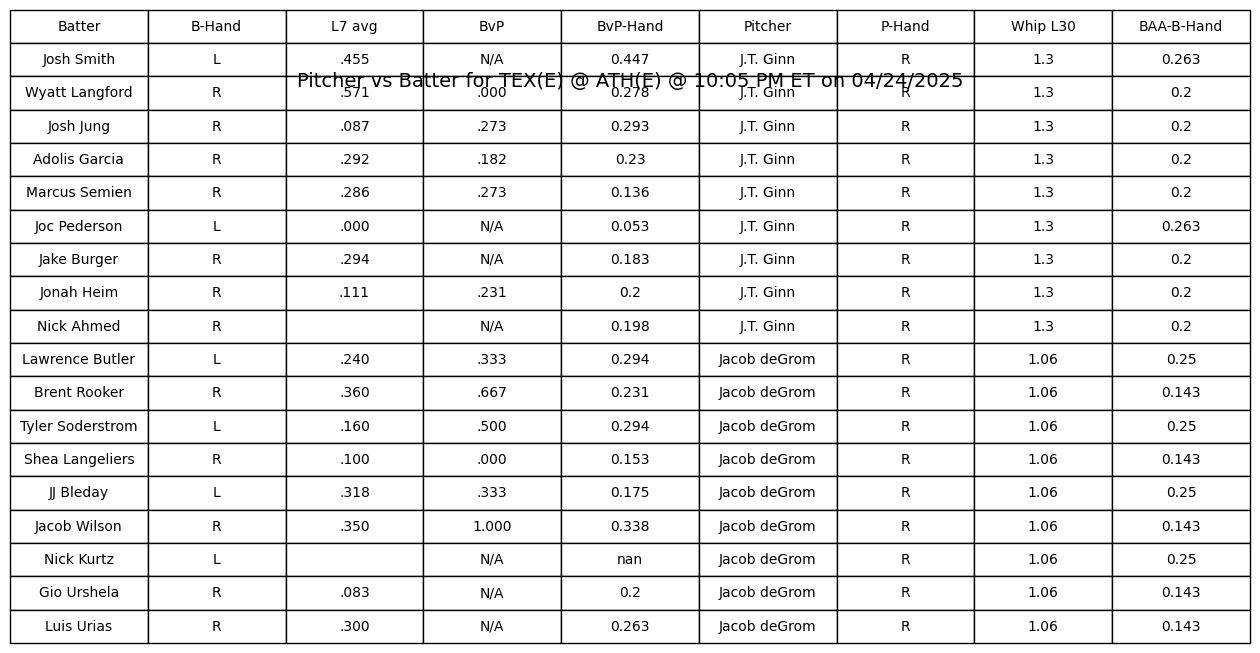 Batter B-Hand L7 avg BvP BvP-Hand Pitcher P-Hand Whip L30 BAA-B-Hand
Josh Smith L .455 N/A 0.447 J.T. Ginn R 1.3 0.263
Pitcher vs Batter for TEX(E) @ ATH(E) @ 10:05 PM ET on 04/24/2025
Wyatt Langford R .571 .000 0.278 J.T. Ginn R 1.3 0.2
Josh Jung R .087 .273 0.293 J.T. Ginn R 1.3 0.2
Adolis Garcia R .292 .182 0.23 J.T. Ginn R 1.3 0.2
Marcus Semien R .286 .273 0.136 J.T. Ginn R 1.3 0.2
Joc Pederson L .000 N/A 0.053 J.T. Ginn R 1.3 0.263
Jake Burger R .294 N/A 0.183 J.T. Ginn R 1.3 0.2
Jonah Heim R .111 .231 0.2 J.T. Ginn R 1.3 0.2
Nick Ahmed R N/A 0.198 J.T. Ginn R 1.3 0.2
Lawrence Butler L .240 .333 0.294 Jacob deGrom R 1.06 0.25
Brent Rooker R .360 .667 0.231 Jacob deGrom R 1.06 0.143
Tyler Soderstrom L .160 .500 0.294 Jacob deGrom R 1.06 0.25
Shea Langeliers R .100 .000 0.153 Jacob deGrom R 1.06 0.143
JJ Bleday L .318 .333 0.175 Jacob deGrom R 1.06 0.25
Jacob Wilson R .350 1.000 0.338 Jacob deGrom R 1.06 0.143
Nick Kurtz L N/A nan Jacob deGrom R 1.06 0.25
Gio Urshela R .083 N/A 0.2 Jacob deGrom R 1.06 0.143
Luis Urias R .300 N/A 0.263 Jacob deGrom R 1.06 0.143